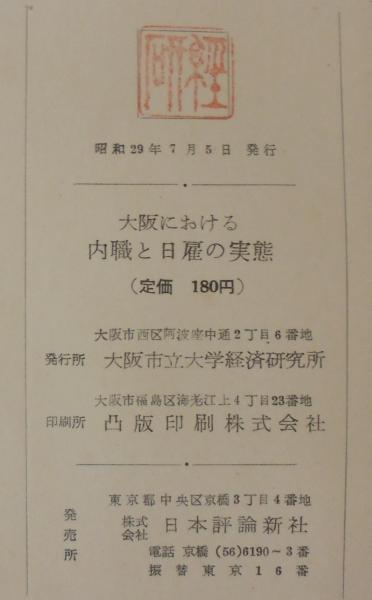 経研
昭和29年7月5日 発行
大阪における
内職と日雇の実態
(定価 180円)
大阪市西区阿波座中通2丁目6番地
発行所 大阪市立大学経済研究所
大阪市福島区海老江上4丁目23番地
印刷所 凸版印刷株式会社
東京都中央区京橋3丁目4番地
発売所 株式会社 日本評論新社
電話 京橋 (56)6190~3番
振替東京16番